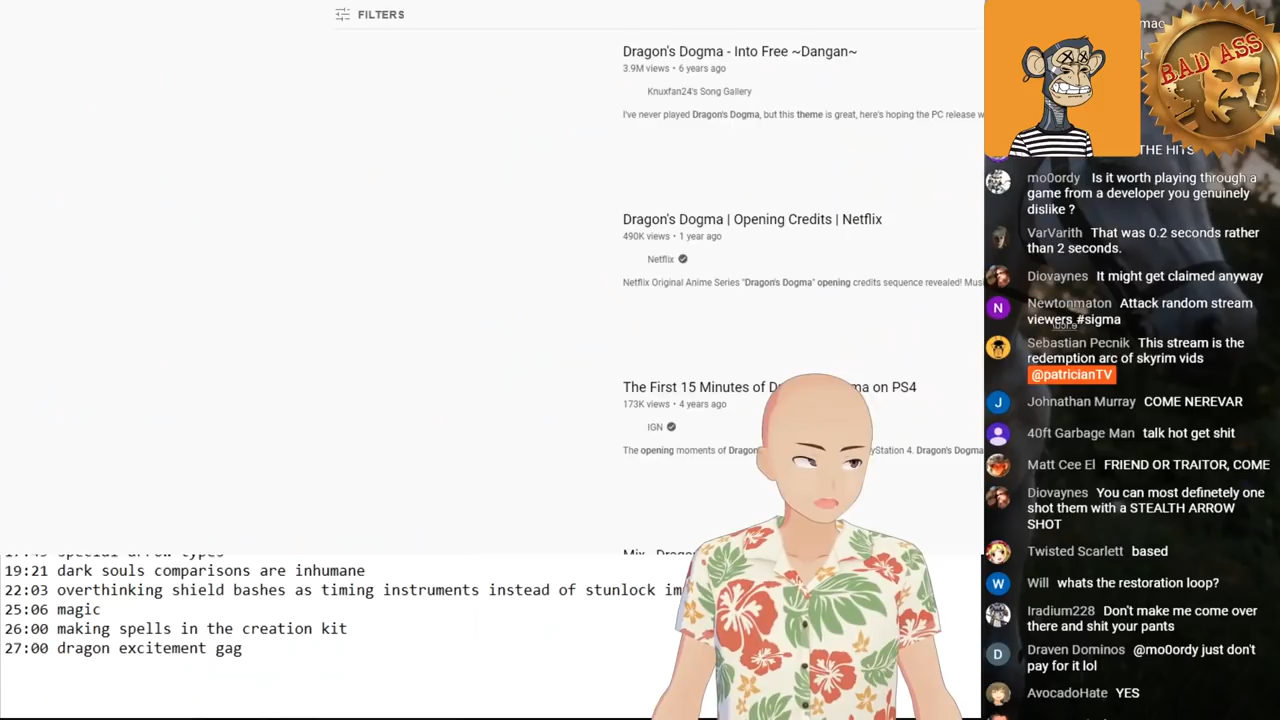 FILTERS
Dragon's Dogma - Into Free ~Dangan~
3.9M views • 6 years ago
Knuxfan24's Song Gallery
I've never played Dragon's Dogma, but this theme is great, here's hoping the PC release w
Dragon's Dogma | Opening Credits | Netflix
490K views • 1 year ago
Netflix
Netflix Original Anime Series "Dragon's Dogma" opening credits sequence revealed! Musi
The First 15 Minutes of D ma on PS4
173K views • 4 years ago
IGN
The opening moments of Dragon yStation 4. Dragon's Dogma
Mix - Drago
17:45 special arrow types
19:21 dark souls comparisons are inhumane
22:03 overthinking shield bashes as timing instruments instead of stunlock im
25:06 magic
26:00 making spells in the creation kit
27:00 dragon excitement gag
BAD ASS
THE HITS
mo0ordy Is it worth playing through a
game from a developer you genuinely
dislike ?
VarVarith That was 0.2 seconds rather
than 2 seconds.
Diovaynes It might get claimed anyway
N
Newtonmaton Attack random stream
viewers #sigma
Sebastian Pecnik This stream is the
redemption arc of skyrim vids
@patricianTV
J
Johnathan Murray COME NEREVAR
40ft Garbage Man talk hot get shit
Matt Cee El FRIEND OR TRAITOR, COME
Diovaynes You can most definetely one
shot them with a STEALTH ARROW
SHOT
Twisted Scarlett based
W
Will whats the restoration loop?
Iradium228 Don't make me come over
there and shit your pants
D
Draven Dominos @mo0ordy just don't
pay for it lol
AvocadoHate YES